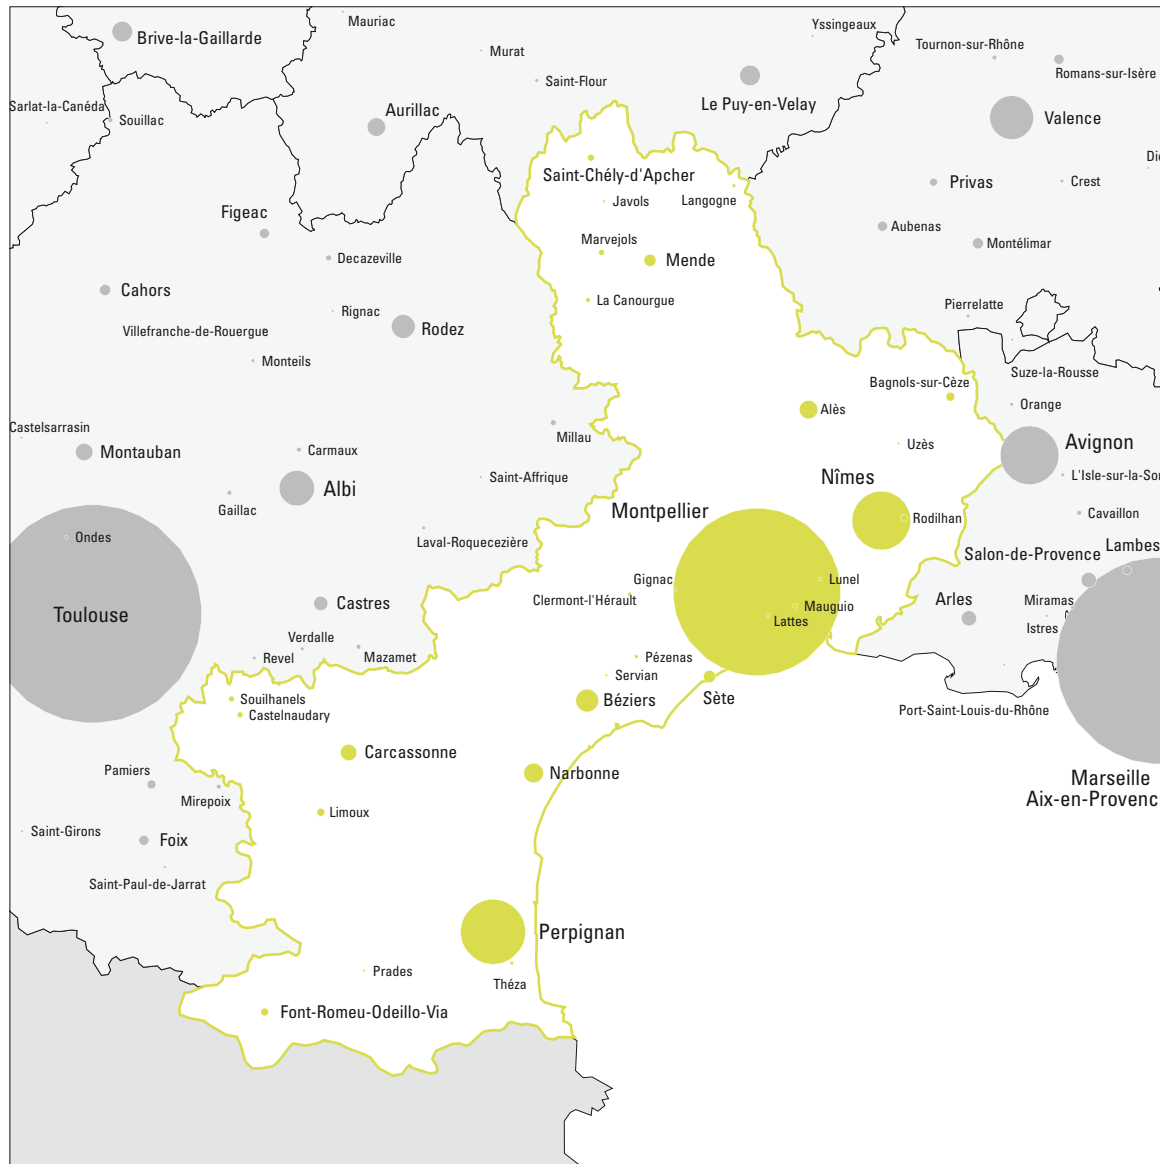 Mauriac
Yssingeaux
Brive-la-Gaillarde
Murat
Tournon-sur-Rhône
Saint-Flour
Romans-sur-Isère
Sarlat-la-Canéda
Souillac
Aurillac
Le Puy-en-Velay
Valence
Saint-Chély-d'Apcher
Privas
Crest
Javols
Langogne
Figeac
Aubenas
Marvejols
Montélimar
Decazeville
Mende
Cahors
La Canourgue
Pierrelatte
Rignac
Villefranche-de-Rouergue
Rodez
Monteils
Suze-la-Rousse
Bagnols-sur-Cèze
Alès
Orange
Castelsarrasin
Millau
Montauban
Carmaux
Uzès
Avignon
Saint-Affrique
Nîmes
L'Isle-sur-la-Sor
Albi
Gaillac
Montpellier
Rodilhan
Cavaillon
Ondes
Laval-Roquecezière
Salon-de-Provence
Lambes
Gignac
Lunel
Clermont-l'Hérault
Castres
Mauguio
Arles
Miramas
Toulouse
Lattes
Istres
Verdalle
Revel
Mazamet
Pézenas
Servian
Souilhanels
Castelnaudary
Béziers
Sète
Port-Saint-Louis-du-Rhône
Carcassonne
Pamiers
Narbonne
Marseille
Aix-en-Provenc
Mirepoix
Limoux
Saint-Girons
Foix
Saint-Paul-de-Jarrat
Perpignan
Prades
Théza
Font-Romeu-Odeillo-Via